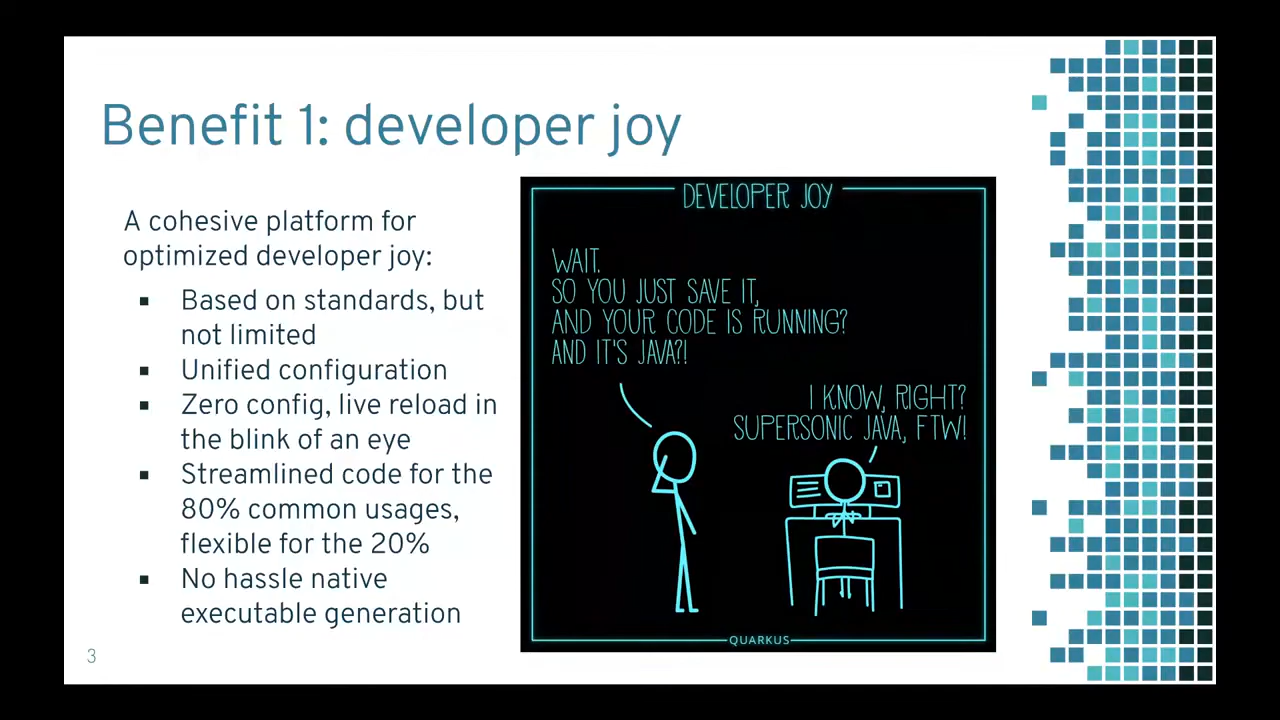 Benefit 1: developer joy
A cohesive platform for
optimized developer joy:
▪ Based on standards, but
not limited
▪ Unified configuration
▪ Zero config, live reload in
the blink of an eye
▪ Streamlined code for the
80% common usages,
flexible for the 20%
▪ No hassle native
executable generation
DEVELOPER JOY
WAIT.
SO YOU JUST SAVE IT,
AND YOUR CODE IS RUNNING?
AND IT'S JAVA?!
I KNOW, RIGHT?
SUPERSONIC JAVA, FTW!
QUARKUS
3